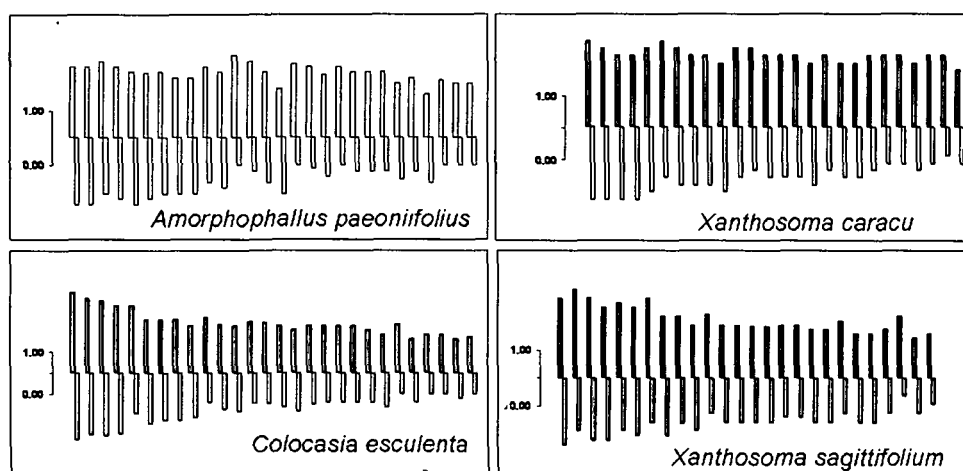 1.00
0.00
Amorphophallus paeoniifolius
1.00
0.00
Xanthosoma caracu
1.00
0.00
Colocasia esculenta
1.00
0.00
Xanthosoma sagittifolium